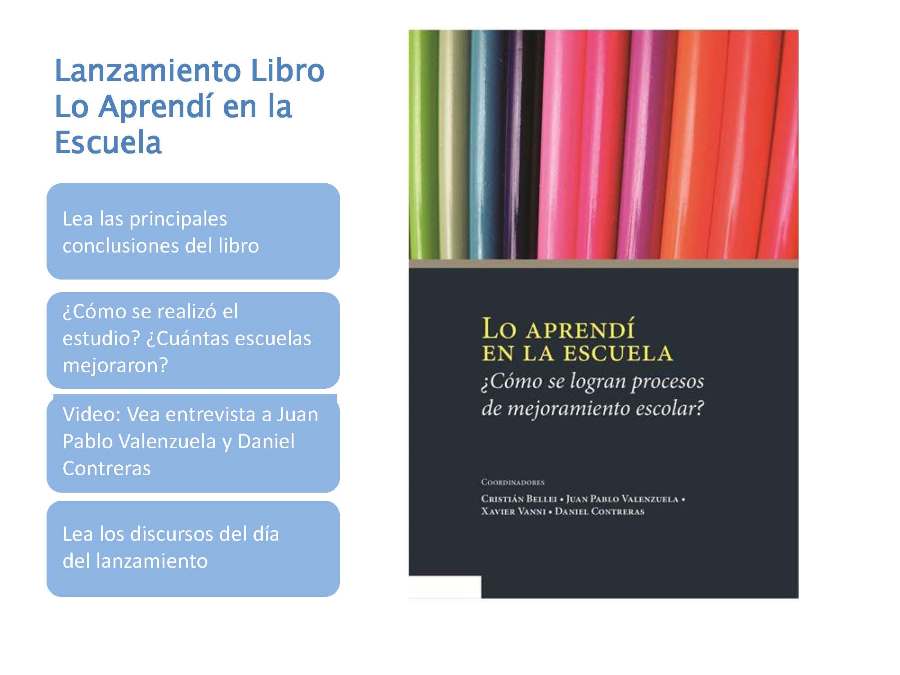 Lanzamiento Libro
Lo Aprendí en la
Escuela
Lea las principales
conclusiones del libro
¿Cómo se realizó el
estudio? ¿Cuántas escuelas
mejoraron?
Video: Vea entrevista a Juan
Pablo Valenzuela y Daniel
Contreras
Lea los discursos del día
del lanzamiento
Lo aprendí
en la escuela
¿Cómo se logran procesos
de mejoramiento escolar?
Coordinadores
Cristián Bellei • Juan Pablo Valenzuela •
Xavier Vanni • Daniel Contreras